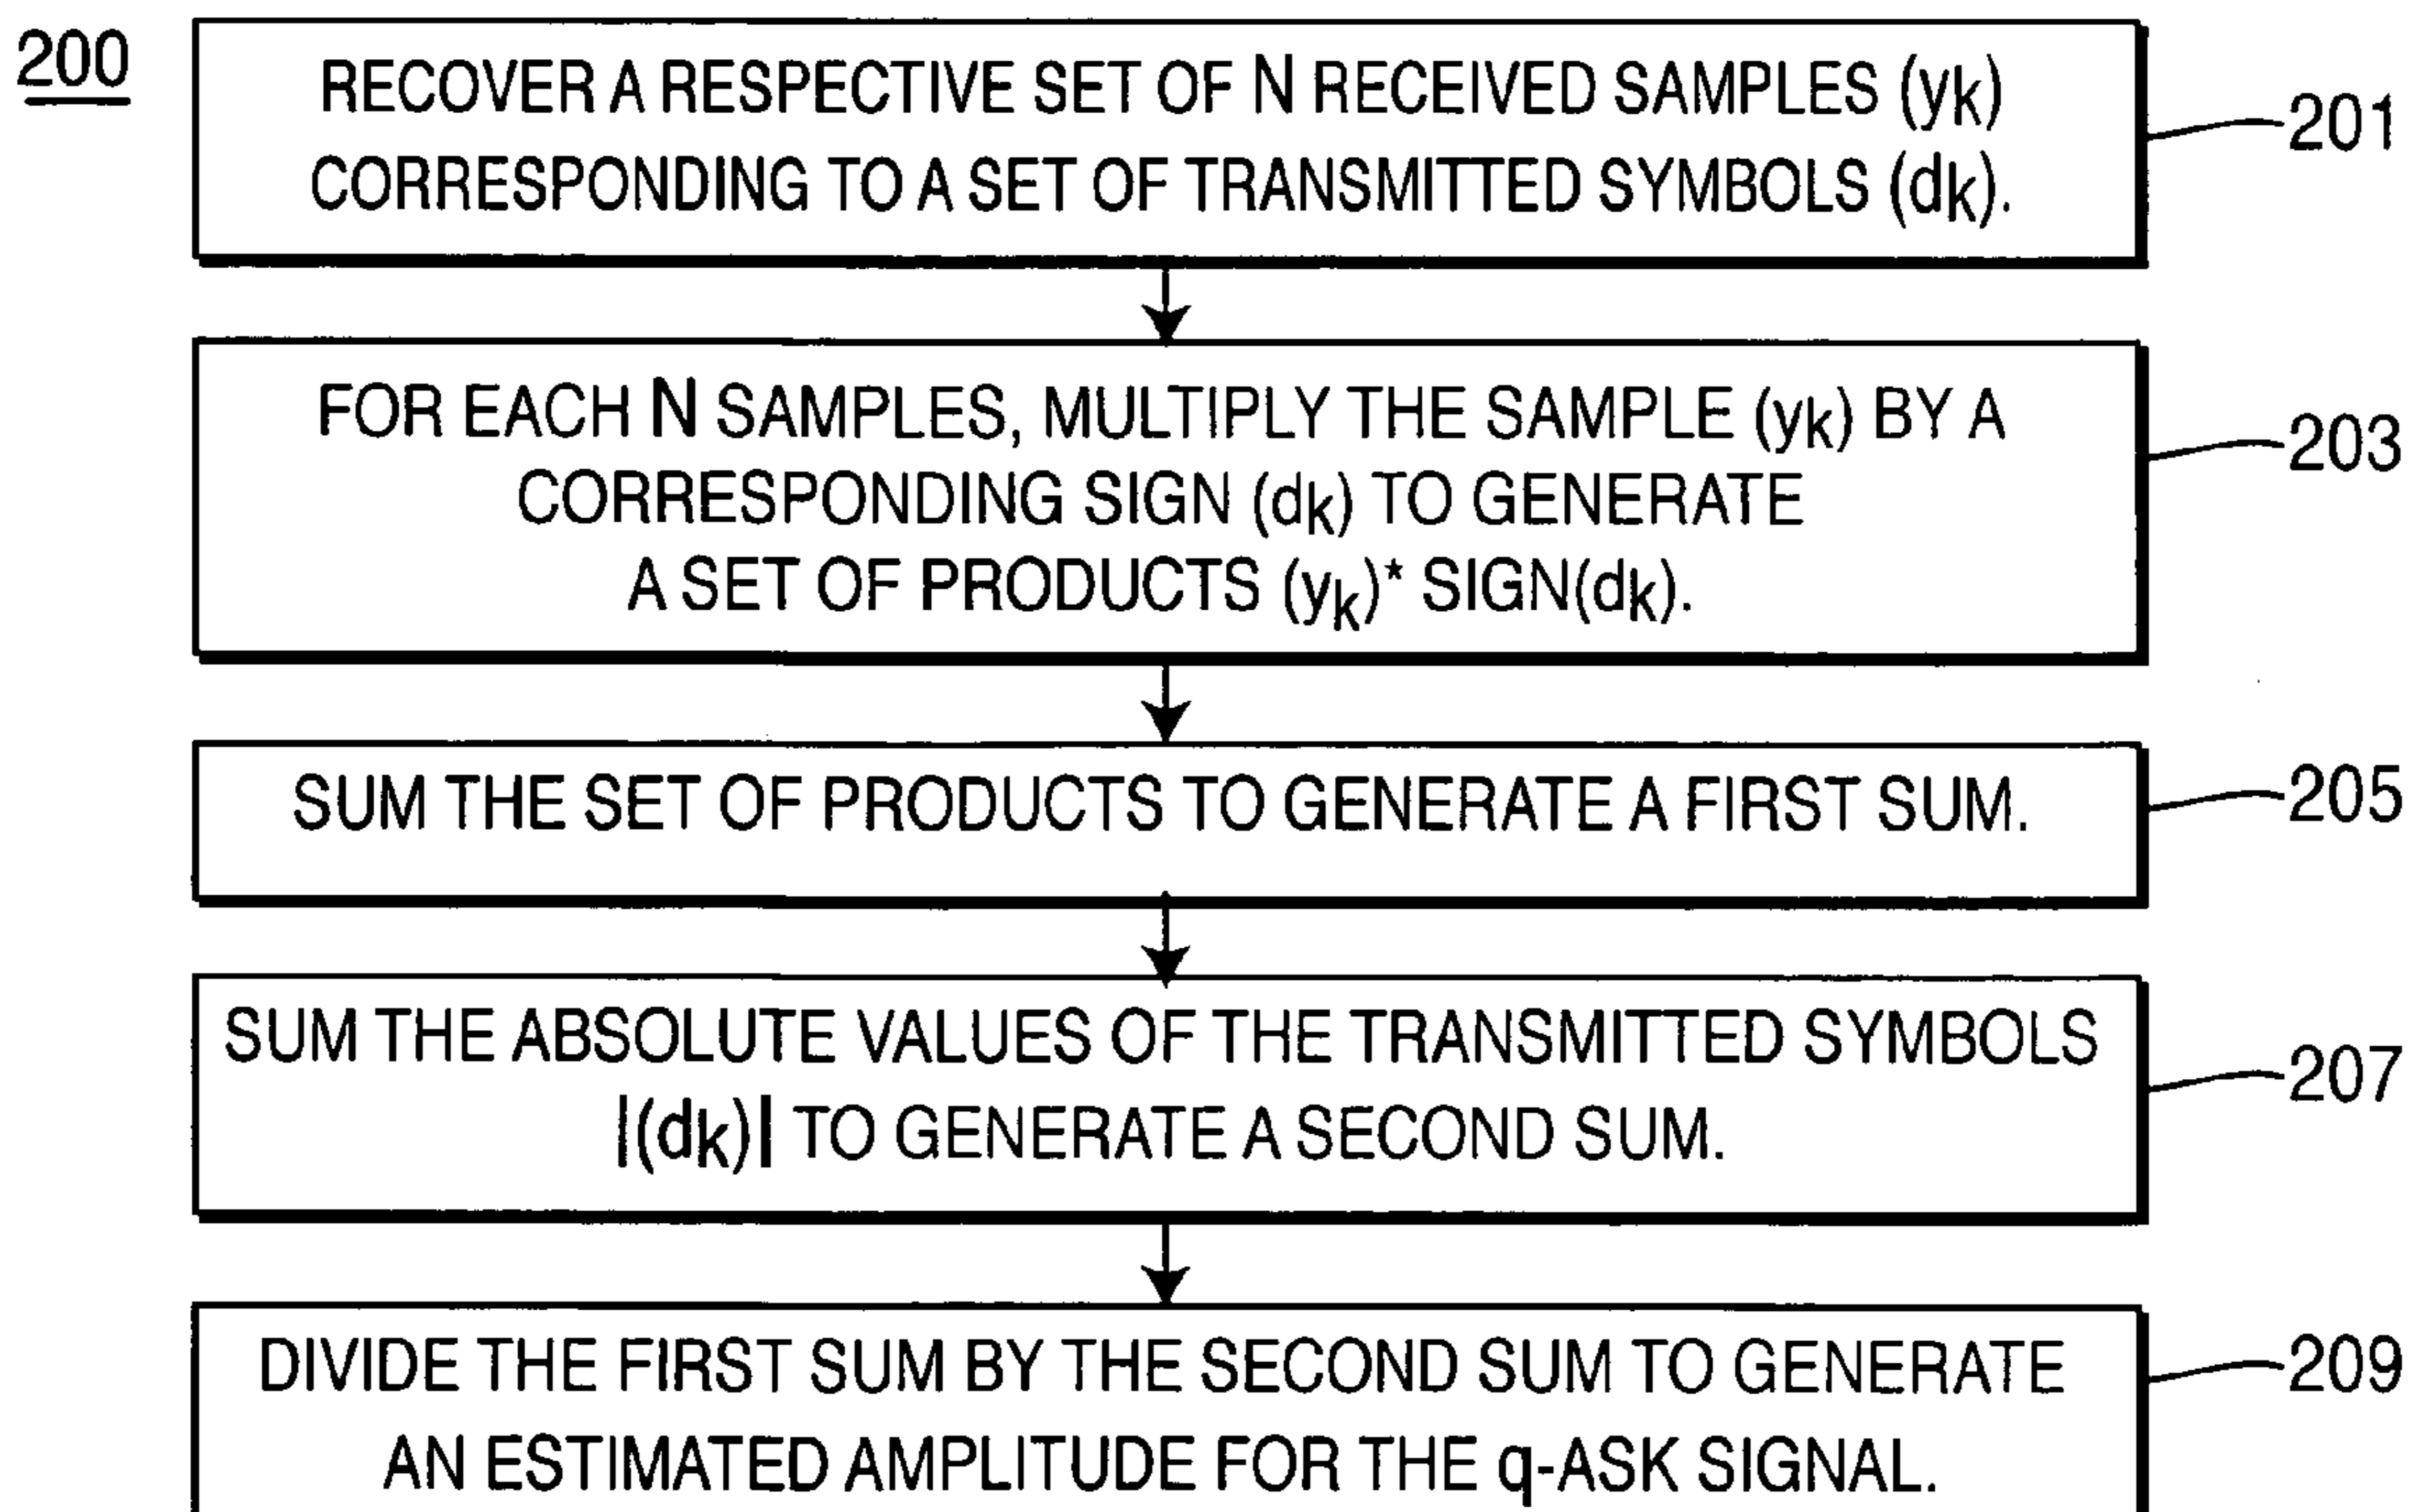 200
RECOVER A RESPECTIVE SET OF N RECEIVED SAMPLES (yk)
CORRESPONDING TO A SET OF TRANSMITTED SYMBOLS (dk).
201
FOR EACH N SAMPLES, MULTIPLY THE SAMPLE (yk) BY A
CORRESPONDING SIGN (dk) TO GENERATE
A SET OF PRODUCTS (yk)* SIGN(dk).
203
SUM THE SET OF PRODUCTS TO GENERATE A FIRST SUM.
205
SUM THE ABSOLUTE VALUES OF THE TRANSMITTED SYMBOLS
|(dk)| TO GENERATE A SECOND SUM.
207
DIVIDE THE FIRST SUM BY THE SECOND SUM TO GENERATE
AN ESTIMATED AMPLITUDE FOR THE q-ASK SIGNAL.
209